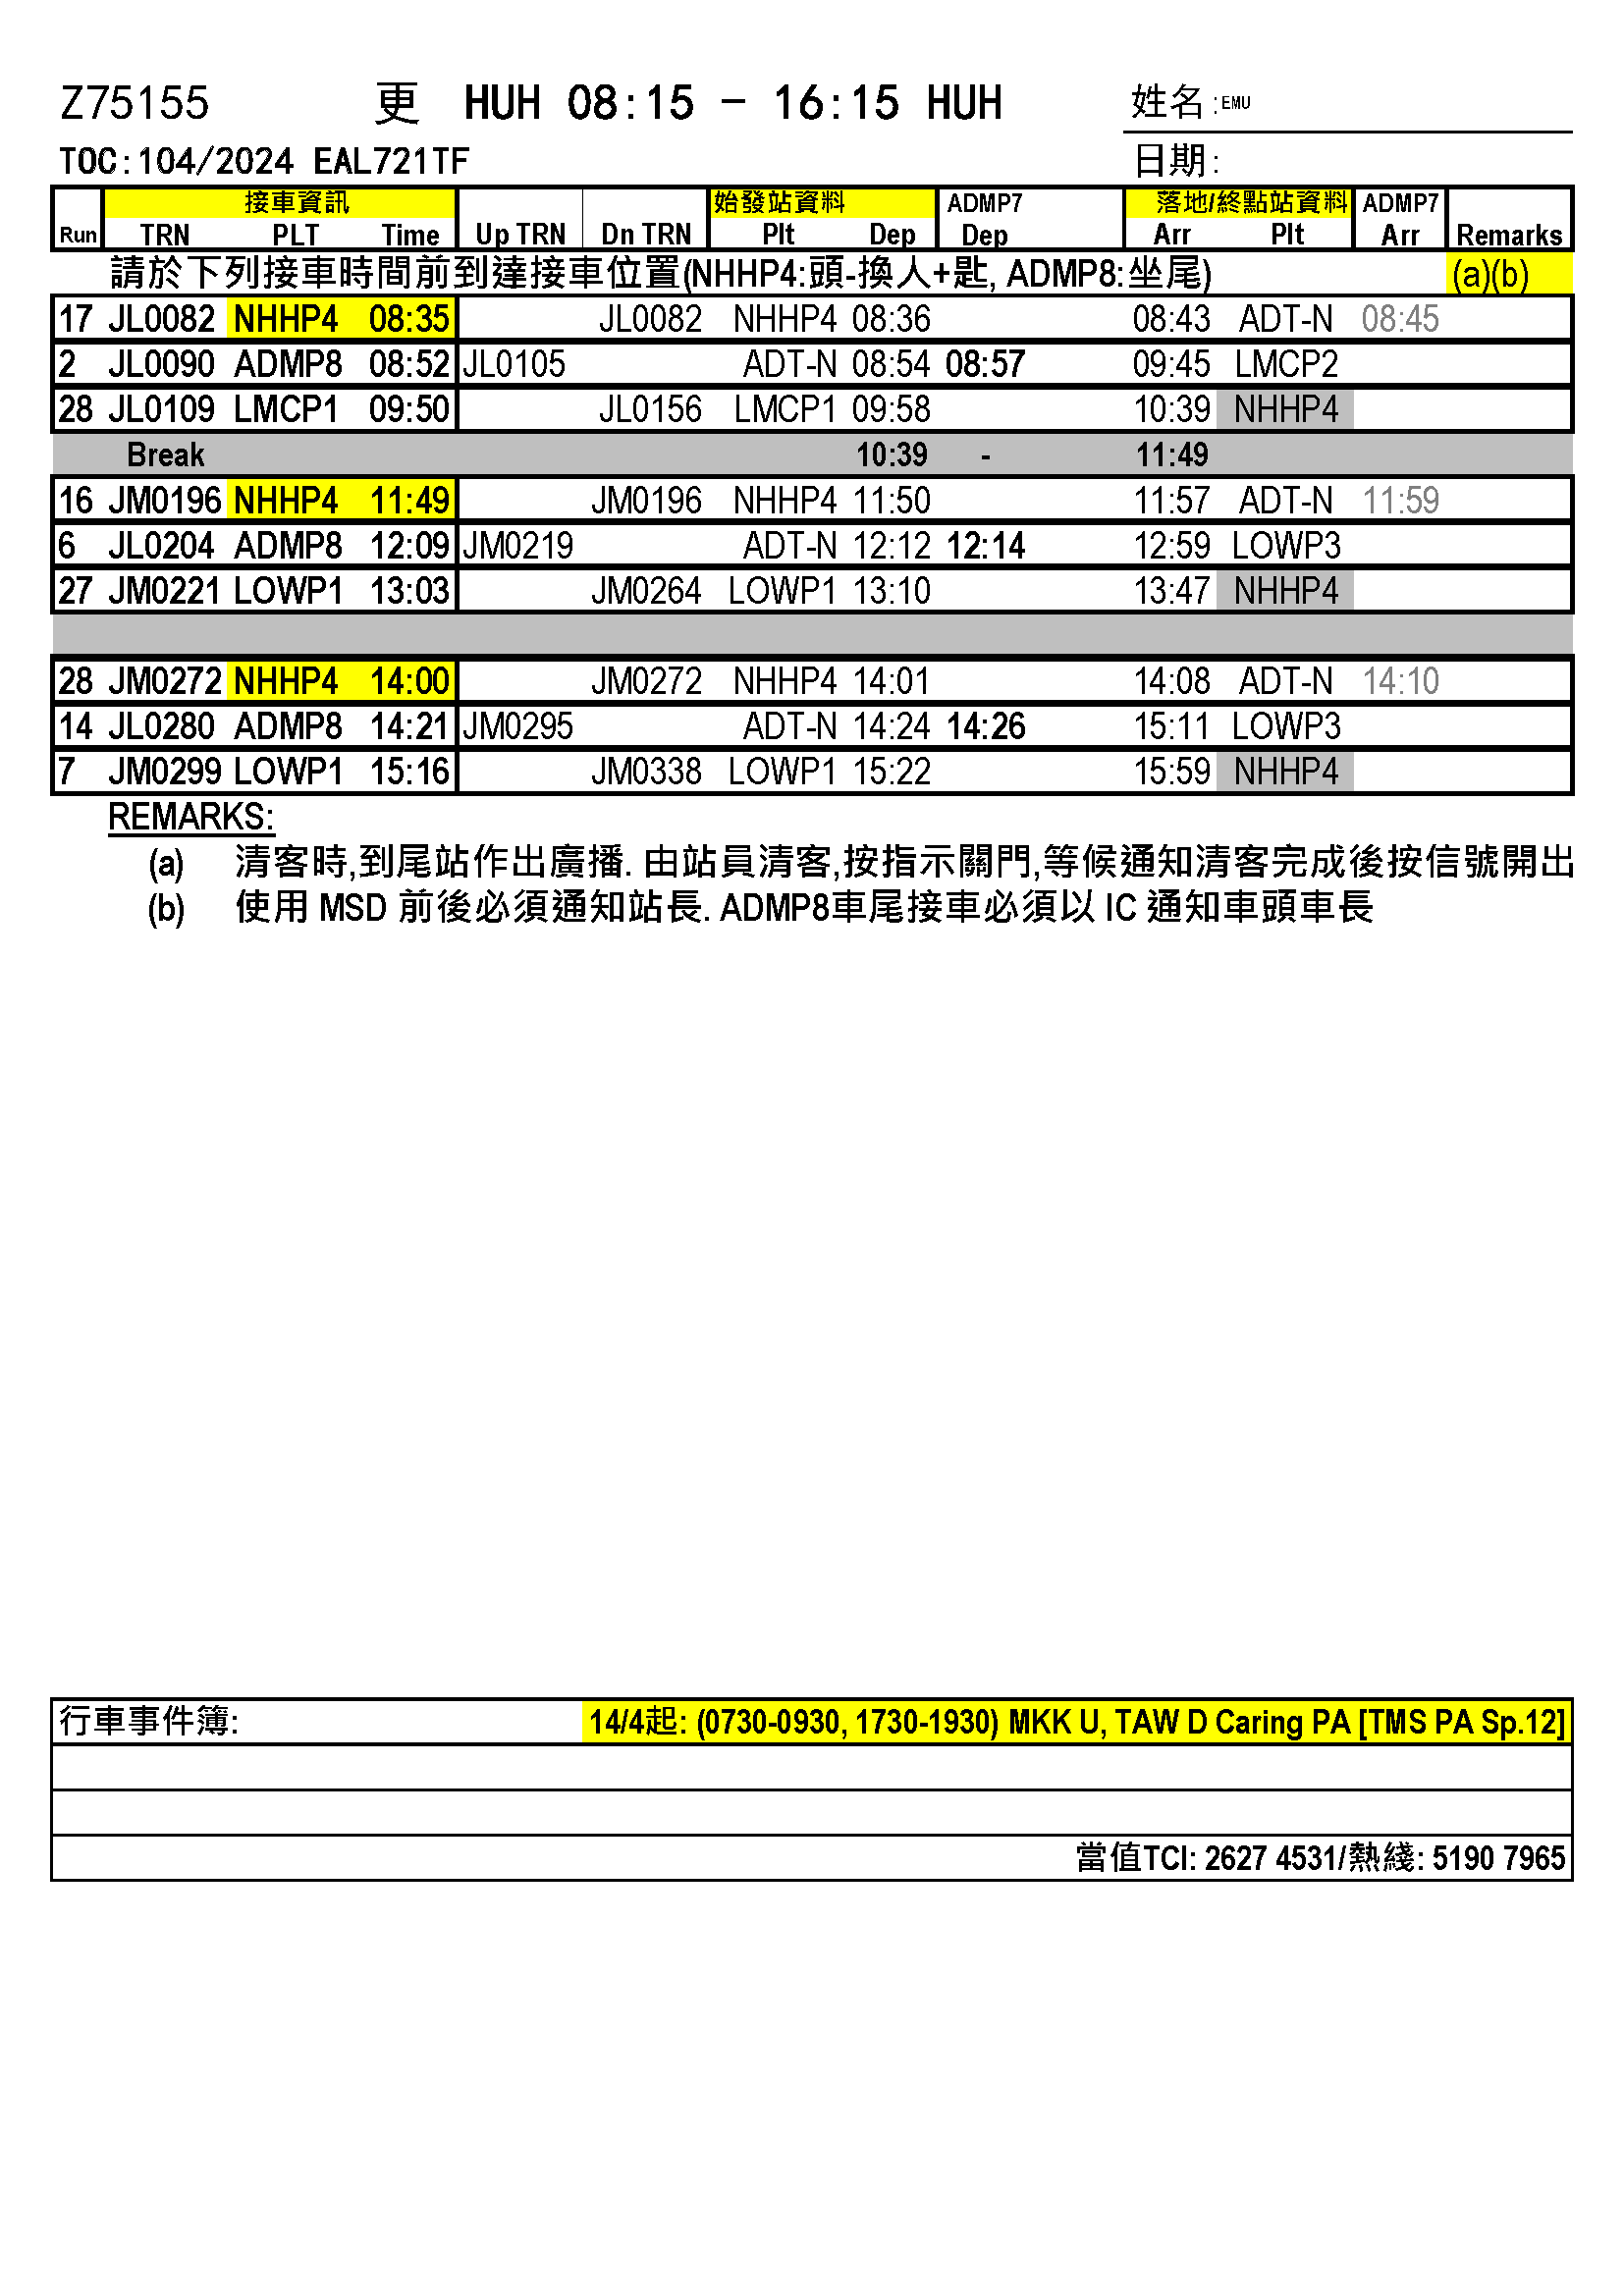 Z75155 更 HUH 08:15 - 16:15 HUH 姓名:EMU
TOC:104/2024 EAL721TF 日期:
接車資訊 始發站資料 ADMP7 落地/終點站資料 ADMP7
Run TRN PLT Time Up TRN Dn TRN Plt Dep Dep Arr Plt Arr Remarks
請於下列接車時間前到達接車位置(NHHP4:頭-換人+匙, ADMP8:坐尾) (a)(b)
17 JL0082 NHHP4 08:35 JL0082 NHHP4 08:36 08:43 ADT-N 08:45
2 JL0090 ADMP8 08:52 JL0105 ADT-N 08:54 08:57 09:45 LMCP2
28 JL0109 LMCP1 09:50 JL0156 LMCP1 09:58 10:39 NHHP4
Break 10:39 - 11:49
16 JM0196 NHHP4 11:49 JM0196 NHHP4 11:50 11:57 ADT-N 11:59
6 JL0204 ADMP8 12:09 JM0219 ADT-N 12:12 12:14 12:59 LOWP3
27 JM0221 LOWP1 13:03 JM0264 LOWP1 13:10 13:47 NHHP4
28 JM0272 NHHP4 14:00 JM0272 NHHP4 14:01 14:08 ADT-N 14:10
14 JL0280 ADMP8 14:21 JM0295 ADT-N 14:24 14:26 15:11 LOWP3
7 JM0299 LOWP1 15:16 JM0338 LOWP1 15:22 15:59 NHHP4
REMARKS:
(a) 清客時,到尾站作出廣播. 由站員清客,按指示關門,等候通知清客完成後按信號開出
(b) 使用 MSD 前後必須通知站長. ADMP8車尾接車必須以 IC 通知車頭車長
行車事件簿: 14/4起: (0730-0930, 1730-1930) MKK U, TAW D Caring PA [TMS PA Sp.12]
當值TCI: 2627 4531/熱綫: 5190 7965